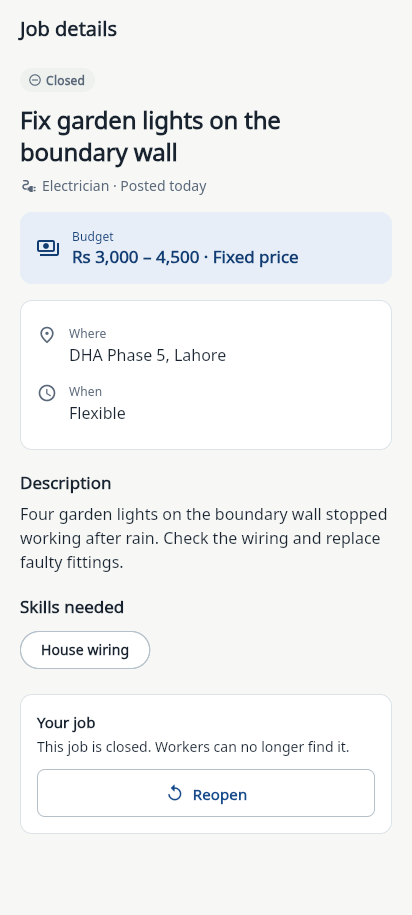 Job details
Closed
Fix garden lights on the
boundary wall
Electrician · Posted today
Budget
Rs 3,000 – 4,500 · Fixed price
Where
DHA Phase 5, Lahore
When
Flexible
Description
Four garden lights on the boundary wall stopped
working after rain. Check the wiring and replace
faulty fittings.
Skills needed
House wiring
Your job
This job is closed. Workers can no longer find it.
Reopen